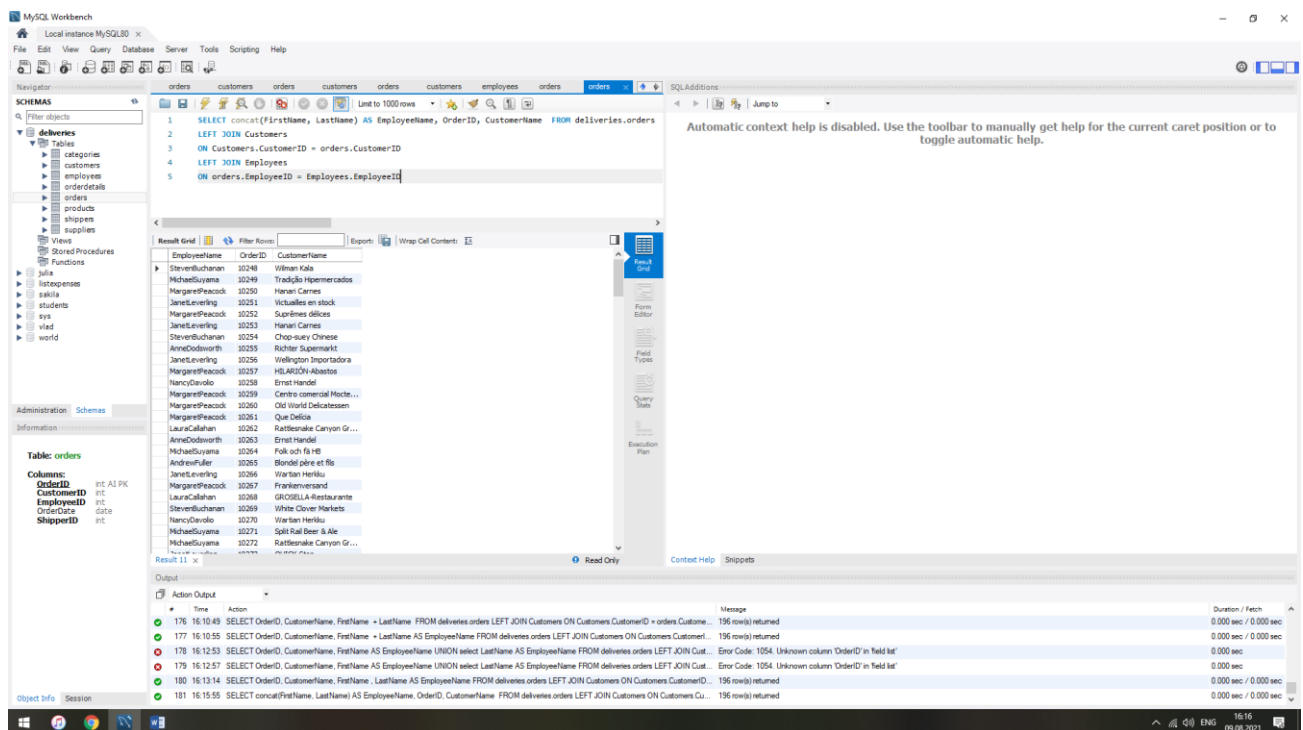 MySQL Workbench
Local instance MySQL80 ×
File Edit View Query Database Server Tools Scripting Help
Navigator
SCHEMAS
Filter objects
deliveries
Tables
categories
customers
employees
orderdetails
orders
products
shippers
suppliers
Views
Stored Procedures
Functions
julia
listexpenses
sakila
students
sys
vlad
world
Administration Schemas
Information
Table: orders
Columns:
OrderID int AI PK
CustomerID int
EmployeeID int
OrderDate date
ShipperID int
Object Info Session
orders customers orders customers orders customers employees orders orders ×
Limit to 1000 rows
1 SELECT concat(FirstName, LastName) AS EmployeeName, OrderID, CustomerName FROM deliveries.orders
2 LEFT JOIN Customers
3 ON Customers.CustomerID = orders.CustomerID
4 LEFT JOIN Employees
5 ON orders.EmployeeID = Employees.EmployeeID
Result Grid Filter Rows: Export: Wrap Cell Content:
EmployeeName OrderID CustomerName
StevenBuchanan 10248 Wilman Kala
MichaelSuyama 10249 Tradição Hipermercados
MargaretPeacock 10250 Hanari Carnes
JanetLeverling 10251 Victuailles en stock
MargaretPeacock 10252 Suprêmes délices
JanetLeverling 10253 Hanari Carnes
StevenBuchanan 10254 Chop-suey Chinese
AnneDodsworth 10255 Richter Supermarkt
JanetLeverling 10256 Wellington Importadora
MargaretPeacock 10257 HILARIÓN-Abastos
NancyDavolio 10258 Ernst Handel
MargaretPeacock 10259 Centro comercial Mocte...
MargaretPeacock 10260 Old World Delicatessen
MargaretPeacock 10261 Que Delícia
LauraCallahan 10262 Rattlesnake Canyon Gr...
AnneDodsworth 10263 Ernst Handel
MichaelSuyama 10264 Folk och fä HB
AndrewFuller 10265 Blondel père et fils
JanetLeverling 10266 Wartian Herkku
MargaretPeacock 10267 Frankenversand
LauraCallahan 10268 GROSELLA-Restaurante
StevenBuchanan 10269 White Clover Markets
NancyDavolio 10270 Wartian Herkku
MichaelSuyama 10271 Split Rail Beer & Ale
MichaelSuyama 10272 Rattlesnake Canyon Gr...
Result Grid
Form Editor
Field Types
Query Stats
Execution Plan
Result 11 × Read Only
SQLAdditions
Jump to
Automatic context help is disabled. Use the toolbar to manually get help for the current caret position or to
toggle automatic help.
Context Help Snippets
Output
Action Output
# Time Action Message Duration / Fetch
176 16:10:49 SELECT OrderID, CustomerName, FirstName + LastName FROM deliveries.orders LEFT JOIN Customers ON Customers.CustomerID = orders.Custome... 196 row(s) returned 0.000 sec / 0.000 sec
177 16:10:55 SELECT OrderID, CustomerName, FirstName + LastName AS EmployeeName FROM deliveries.orders LEFT JOIN Customers ON Customers.CustomerI... 196 row(s) returned 0.000 sec / 0.000 sec
178 16:12:53 SELECT OrderID, CustomerName, FirstName AS EmployeeName UNION select LastName AS EmployeeName FROM deliveries.orders LEFT JOIN Cust... Error Code: 1054. Unknown column 'OrderID' in 'field list' 0.000 sec
179 16:12:57 SELECT OrderID, CustomerName, FirstName AS EmployeeName UNION select LastName AS EmployeeName FROM deliveries.orders LEFT JOIN Cust... Error Code: 1054. Unknown column 'OrderID' in 'field list' 0.000 sec
180 16:13:14 SELECT OrderID, CustomerName, FirstName , LastName AS EmployeeName FROM deliveries.orders LEFT JOIN Customers ON Customers.CustomerID... 196 row(s) returned 0.000 sec / 0.000 sec
181 16:15:55 SELECT concat(FirstName, LastName) AS EmployeeName, OrderID, CustomerName FROM deliveries.orders LEFT JOIN Customers ON Customers.Cu... 196 row(s) returned 0.000 sec / 0.000 sec
ENG 16:16
09.08.2021